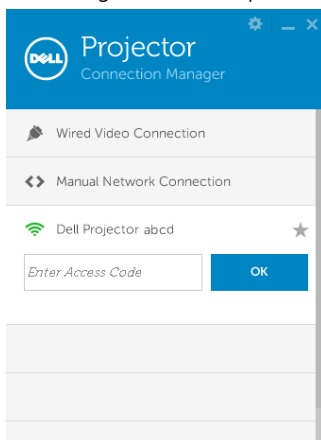 DELL
Projector
Connection Manager
Wired Video Connection
Manual Network Connection
Dell Projector abcd
Enter Access Code
OK